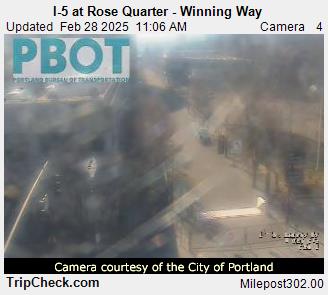 I-5 at Rose Quarter - Winning Way
Updated Feb 28 2025 11:06 AM Camera 4
PBOT
PORTLAND BUREAU OF TRANSPORTATION
Camera courtesy of the City of Portland
TripCheck.com Milepost302.00